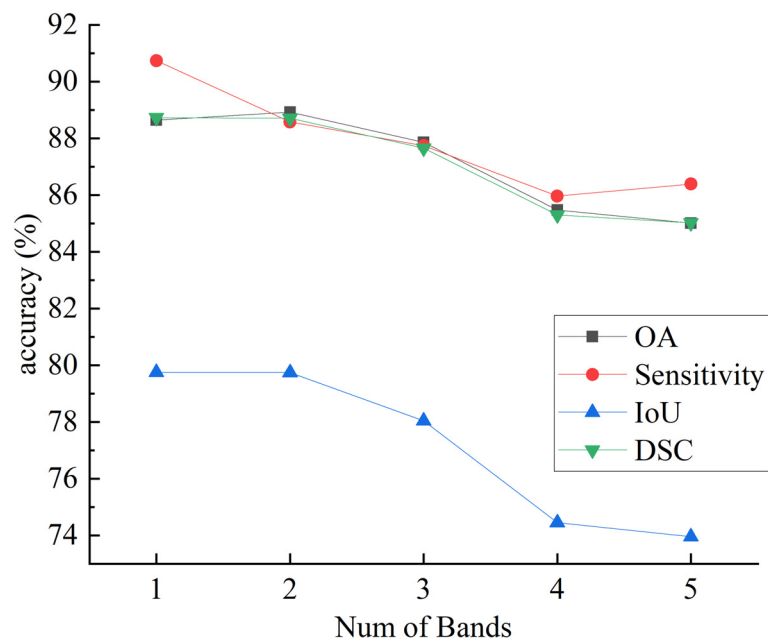 92
90
88
86
84
82
80
78
76
74
accuracy (%)
OA
Sensitivity
IoU
DSC
1 2 3 4 5
Num of Bands